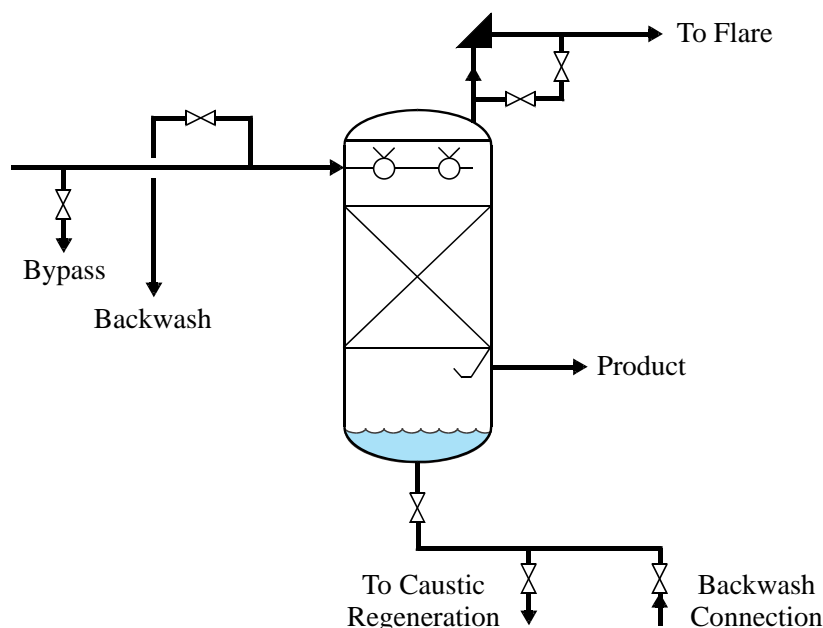 To Flare
Bypass
Backwash
Product
To Caustic
Regeneration
Backwash
Connection